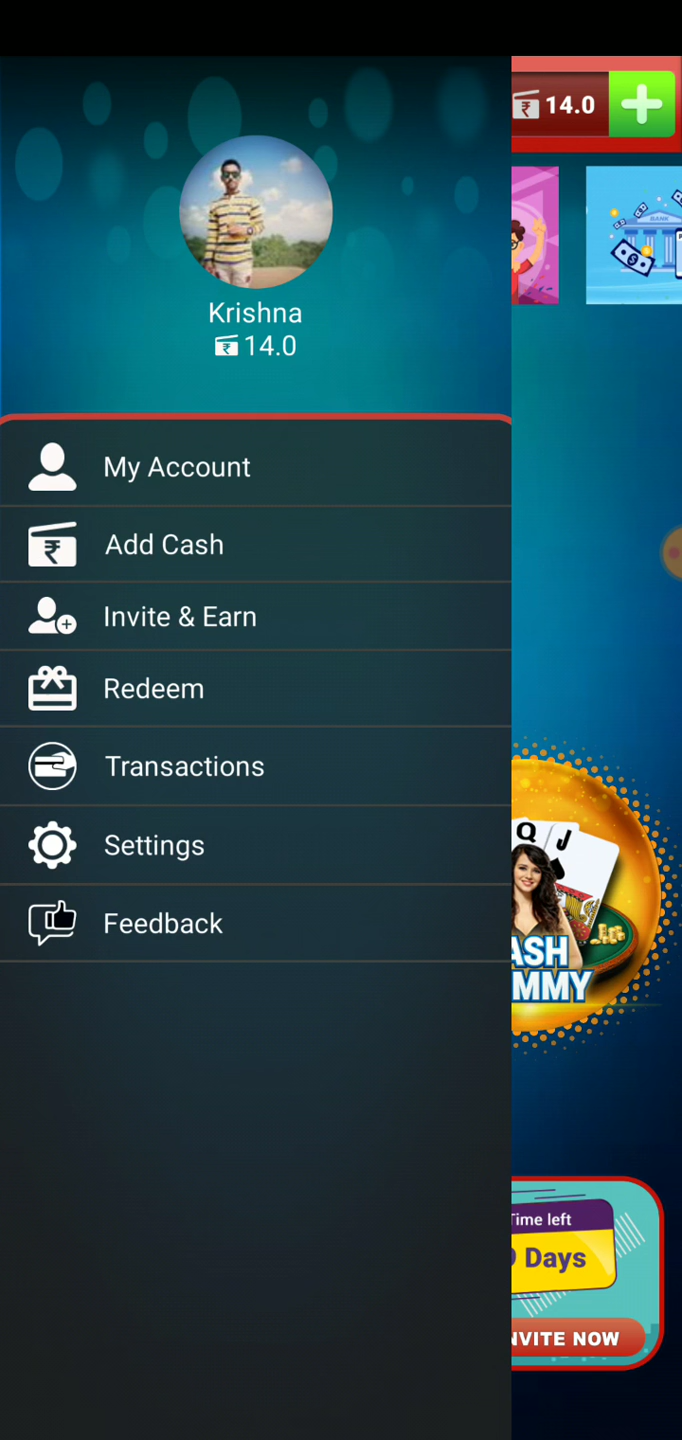 ₹ 14.0
BANK
Krishna
₹ 14.0
My Account
₹ Add Cash
Invite & Earn
Redeem
Transactions
Settings
Feedback
Q J
ASH
MMY
Time left
Days
NVITE NOW